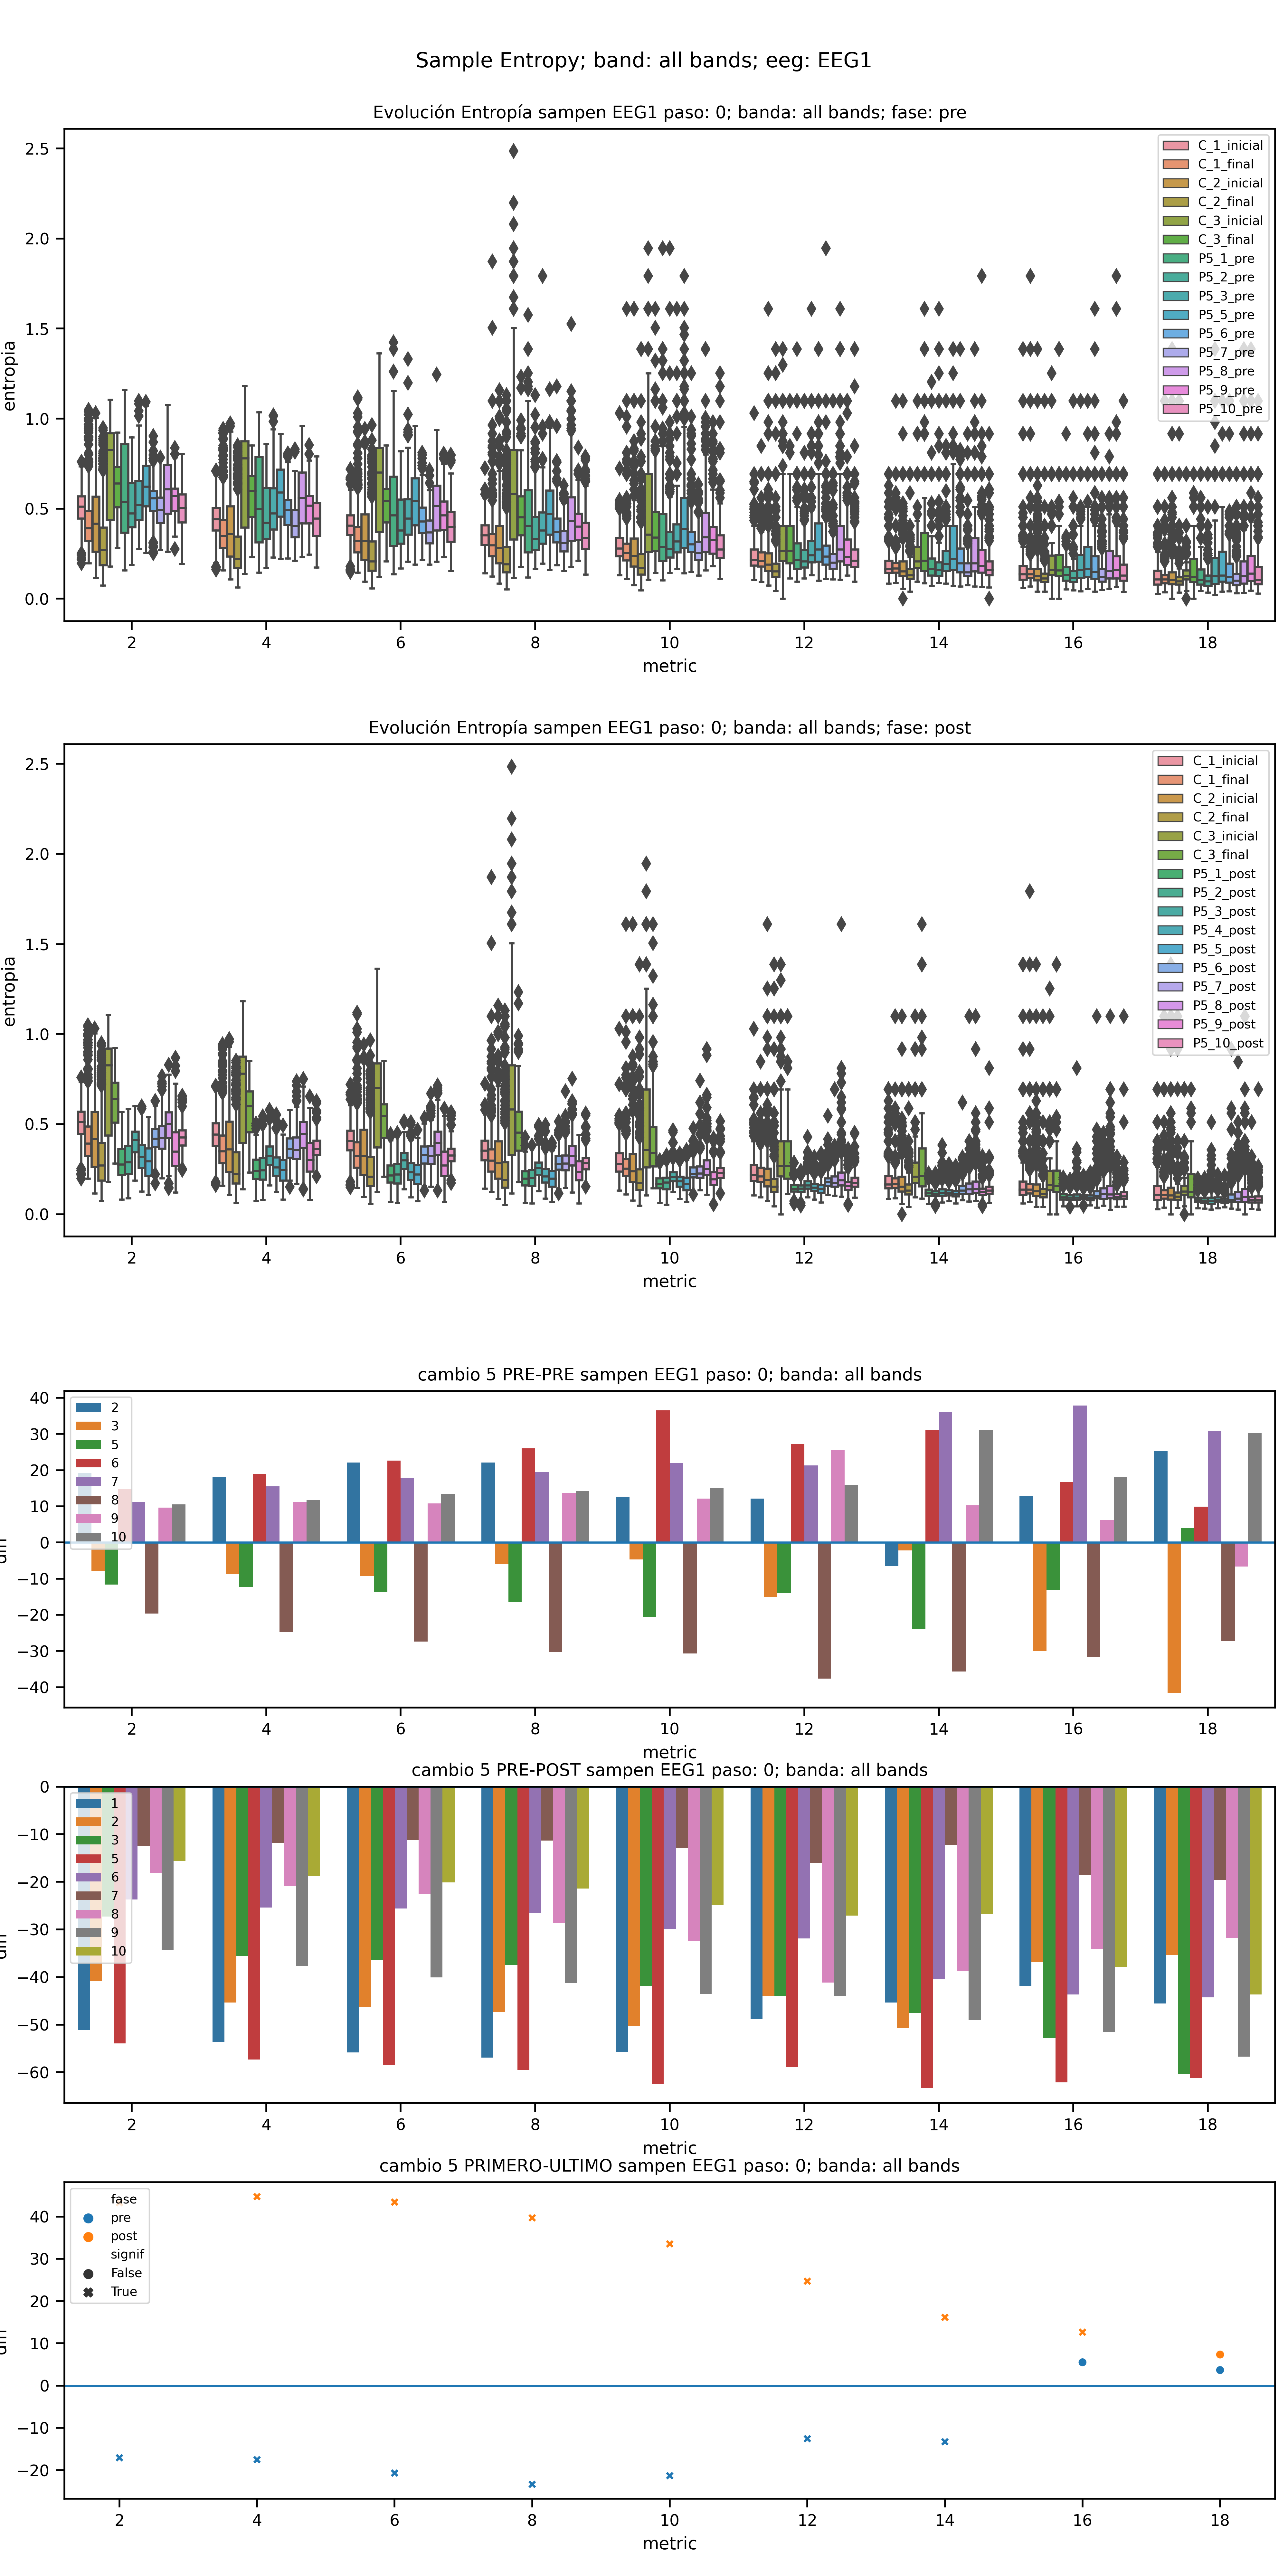 Sample Entropy; band: all bands; eeg: EEG1
Evolución Entropía sampen EEG1 paso: 0; banda: all bands; fase: pre
entropia
2.5
2.0
1.5
1.0
0.5
0.0
C_1_inicial
C_1_final
C_2_inicial
C_2_final
C_3_inicial
C_3_final
P5_1_pre
P5_2_pre
P5_3_pre
P5_5_pre
P5_6_pre
P5_7_pre
P5_8_pre
P5_9_pre
P5_10_pre
2 4 6 8 10 12 14 16 18
metric
Evolución Entropía sampen EEG1 paso: 0; banda: all bands; fase: post
entropia
2.5
2.0
1.5
1.0
0.5
0.0
C_1_inicial
C_1_final
C_2_inicial
C_2_final
C_3_inicial
C_3_final
P5_1_post
P5_2_post
P5_3_post
P5_4_post
P5_5_post
P5_6_post
P5_7_post
P5_8_post
P5_9_post
P5_10_post
2 4 6 8 10 12 14 16 18
metric
cambio 5 PRE-PRE sampen EEG1 paso: 0; banda: all bands
40
30
20
10
0
−10
−20
−30
−40
2
3
5
6
7
8
9
10
2 4 6 8 10 12 14 16 18
metric
cambio 5 PRE-POST sampen EEG1 paso: 0; banda: all bands
0
−10
−20
−30
−40
−50
−60
1
2
3
5
6
7
8
9
10
2 4 6 8 10 12 14 16 18
metric
cambio 5 PRIMERO-ULTIMO sampen EEG1 paso: 0; banda: all bands
40
30
20
10
0
−10
−20
fase
pre
post
signif
False
True
2 4 6 8 10 12 14 16 18
metric